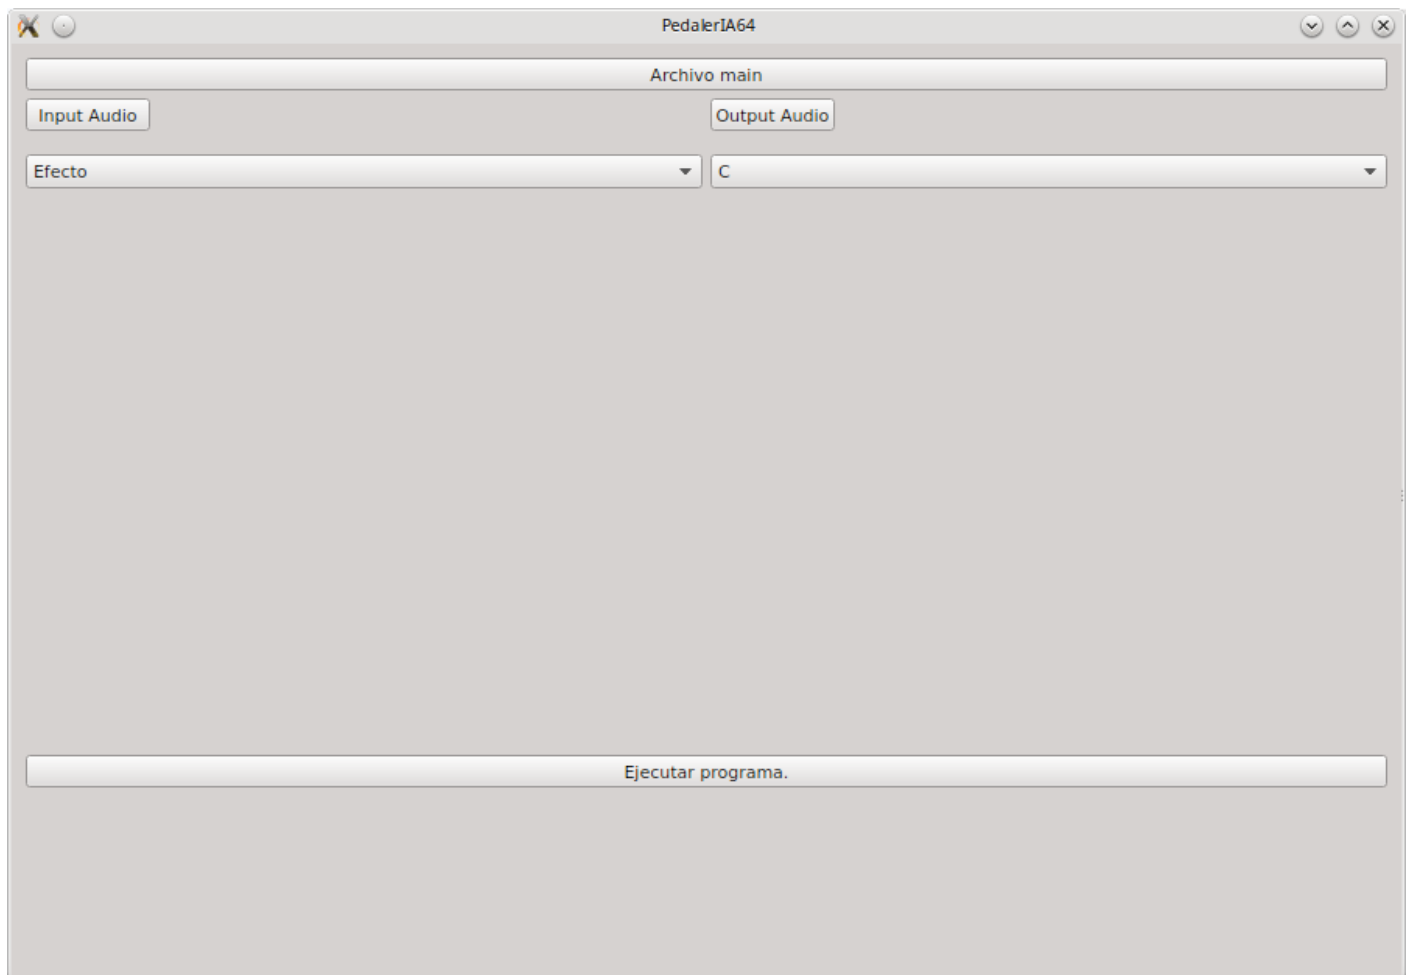 PedalerIA64
Archivo main
Input Audio
Output Audio
Efecto
C
Ejecutar programa.